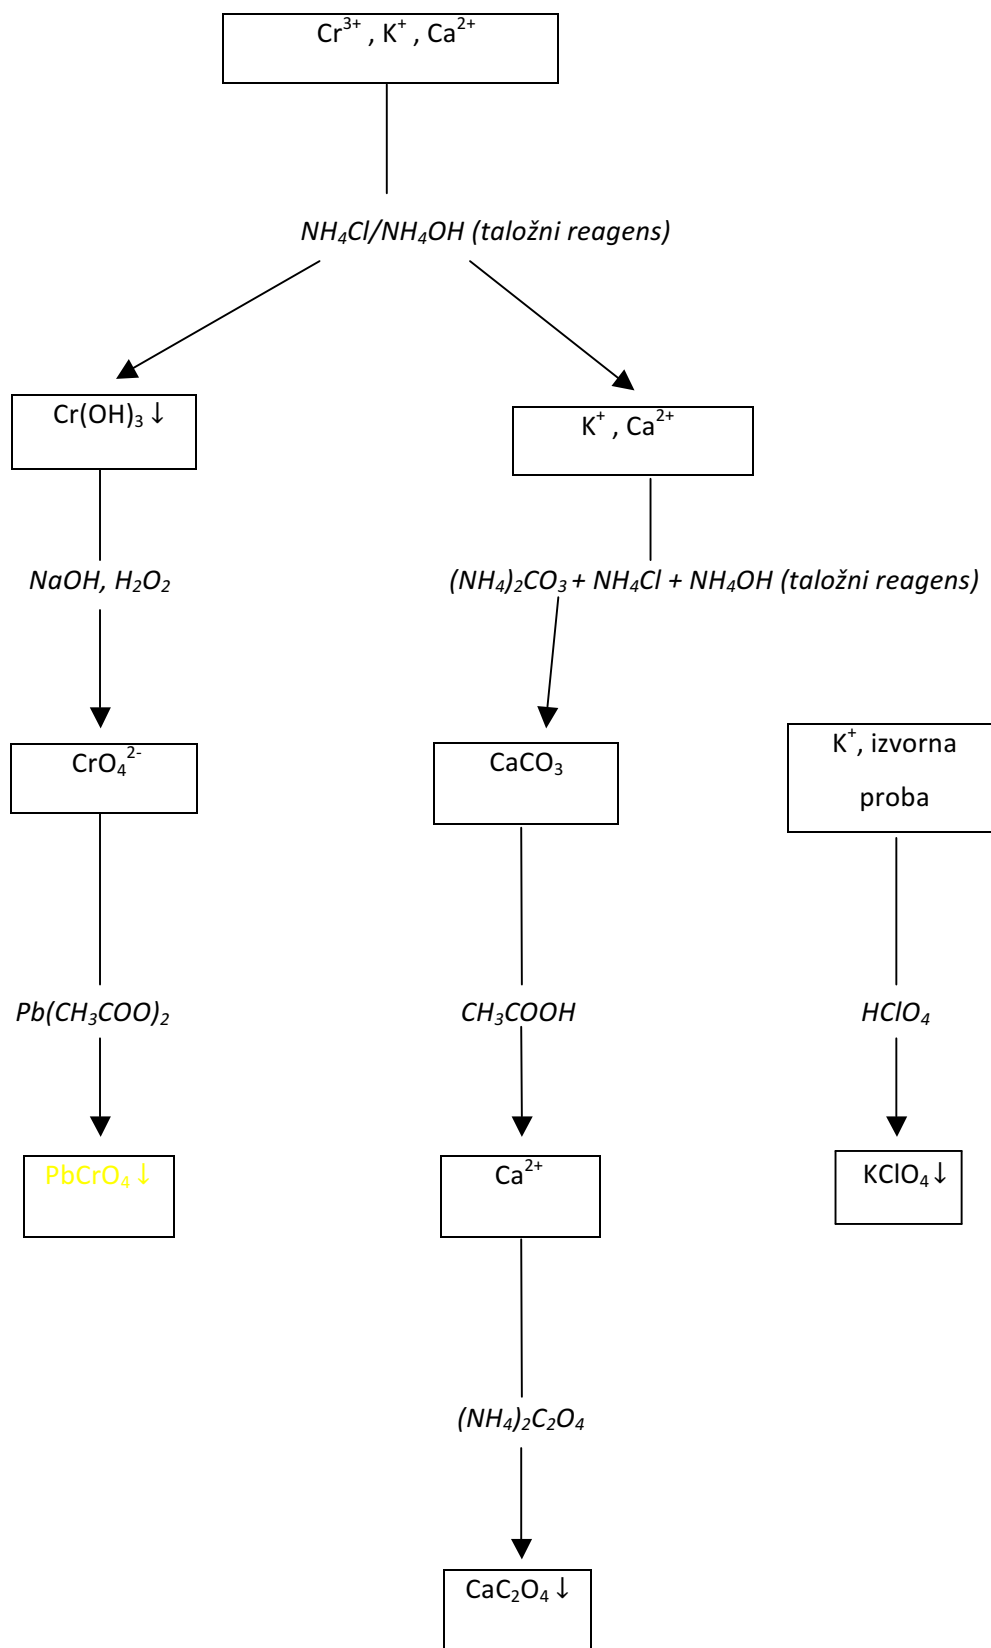 Cr³⁺ , K⁺ , Ca²⁺
NH₄Cl/NH₄OH (taložni reagens)
Cr(OH)₃ ↓
K⁺ , Ca²⁺
NaOH, H₂O₂
(NH₄)₂CO₃ + NH₄Cl + NH₄OH (taložni reagens)
CrO₄²⁻
CaCO₃
K⁺, izvorna
proba
Pb(CH₃COO)₂
CH₃COOH
HClO₄
PbCrO₄ ↓
Ca²⁺
KClO₄ ↓
(NH₄)₂C₂O₄
CaC₂O₄ ↓